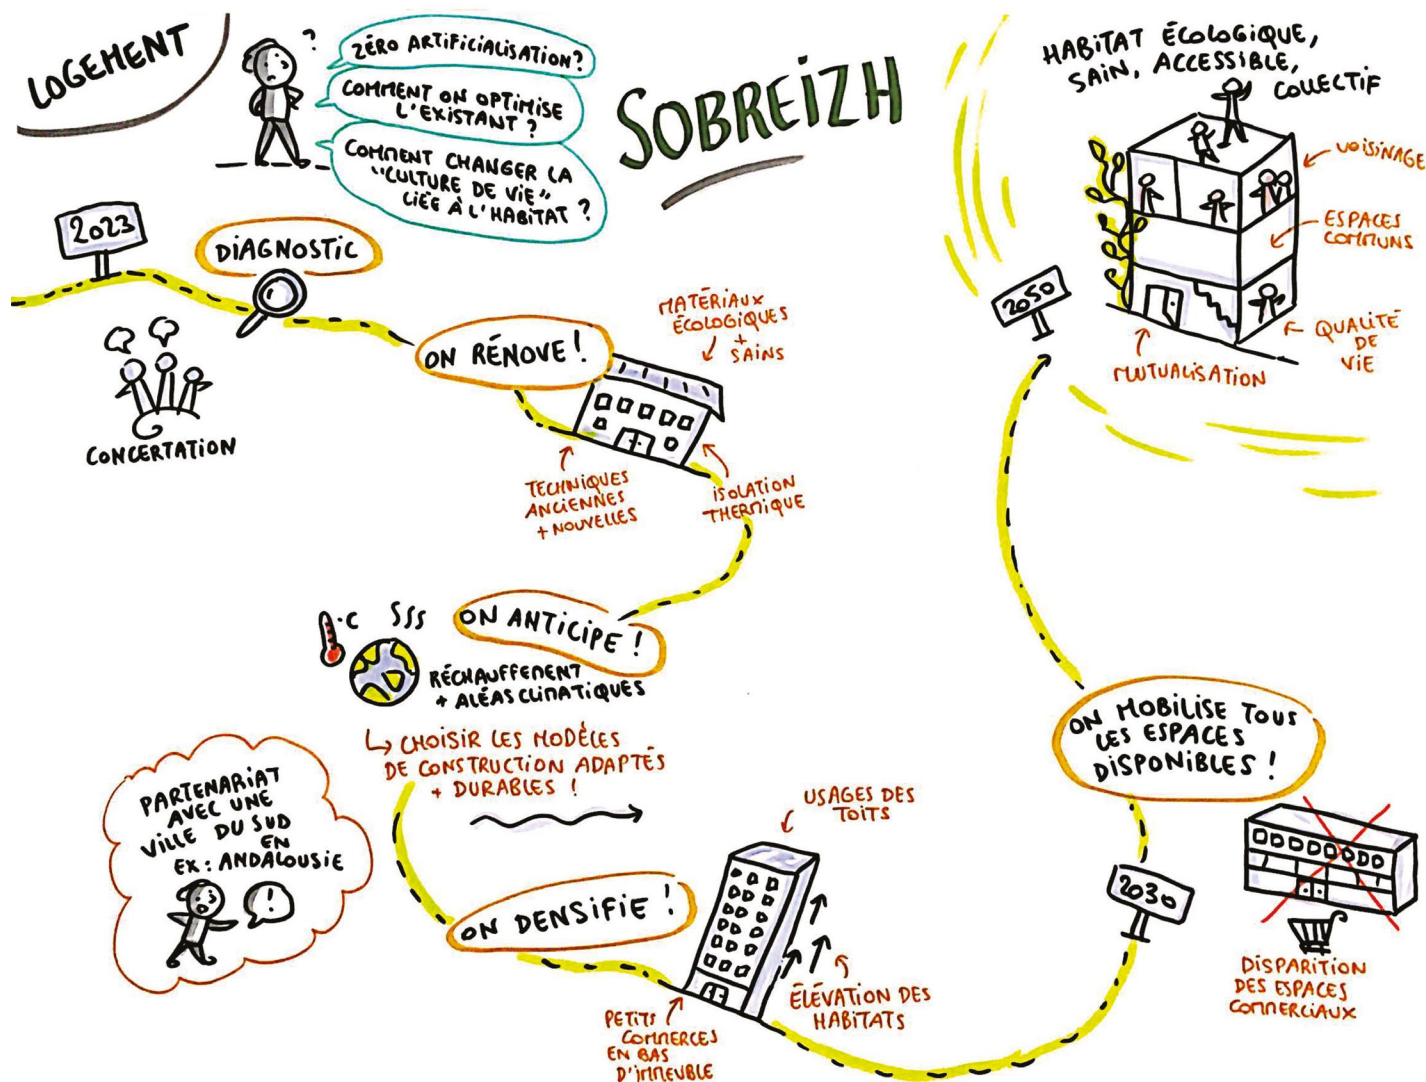 LOGEMENT
?
ZÉRO ARTIFICIALISATION?
COMMENT ON OPTIMISE
L'EXISTANT ?
COMMENT CHANGER LA
"CULTURE DE VIE"
LIÉE À L'HABITAT ?
SOBREIZH
2023
DIAGNOSTIC
CONCERTATION
ON RÉNOVE !
MATÉRIAUX
ÉCOLOGIQUES
+
SAINS
TECHNIQUES
ANCIENNES
+ NOUVELLES
ISOLATION
THERMIQUE
ON ANTICIPE !
°C
RÉCHAUFFEMENT
+ ALÉAS CLIMATIQUES
CHOISIR LES MODÈLES
DE CONSTRUCTION ADAPTÉS
+ DURABLES !
PARTENARIAT
AVEC UNE
VILLE DU SUD
EN
EX : ANDALOUSIE
!
ON DENSIFIE !
USAGES DES
TOITS
ÉLÉVATION DES
HABITATS
PETITS
COMMERCES
EN BAS
D'IMMEUBLE
2030
ON MOBILISE TOUS
LES ESPACES
DISPONIBLES !
DISPARITION
DES ESPACES
COMMERCIAUX
2050
HABITAT ÉCOLOGIQUE,
SAIN, ACCESSIBLE,
COLLECTIF
VOISINAGE
ESPACES
COMMUNS
QUALITÉ
DE
VIE
MUTUALISATION